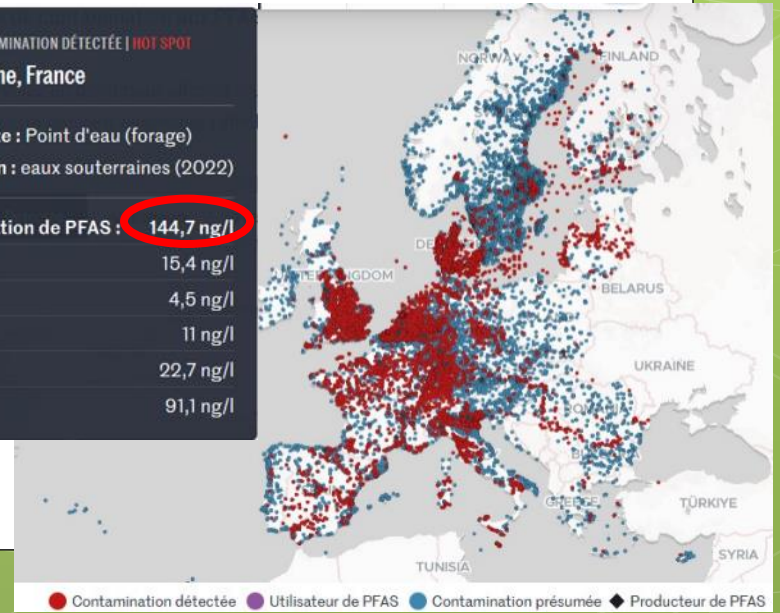 MINATION DÉTECTÉE | HOT SPOT
ne, France
e : Point d'eau (forage)
n : eaux souterraines (2022)
tion de PFAS : 144,7 ng/l
15,4 ng/l
4,5 ng/l
11 ng/l
22,7 ng/l
91,1 ng/l
NORWAY
FINLAND
DE
KINGDOM
BELARUS
UKRAINE
ROMANIA
GREECE
TÜRKIYE
SYRIA
TUNISIA
Contamination détectée Utilisateur de PFAS Contamination présumée Producteur de PFAS